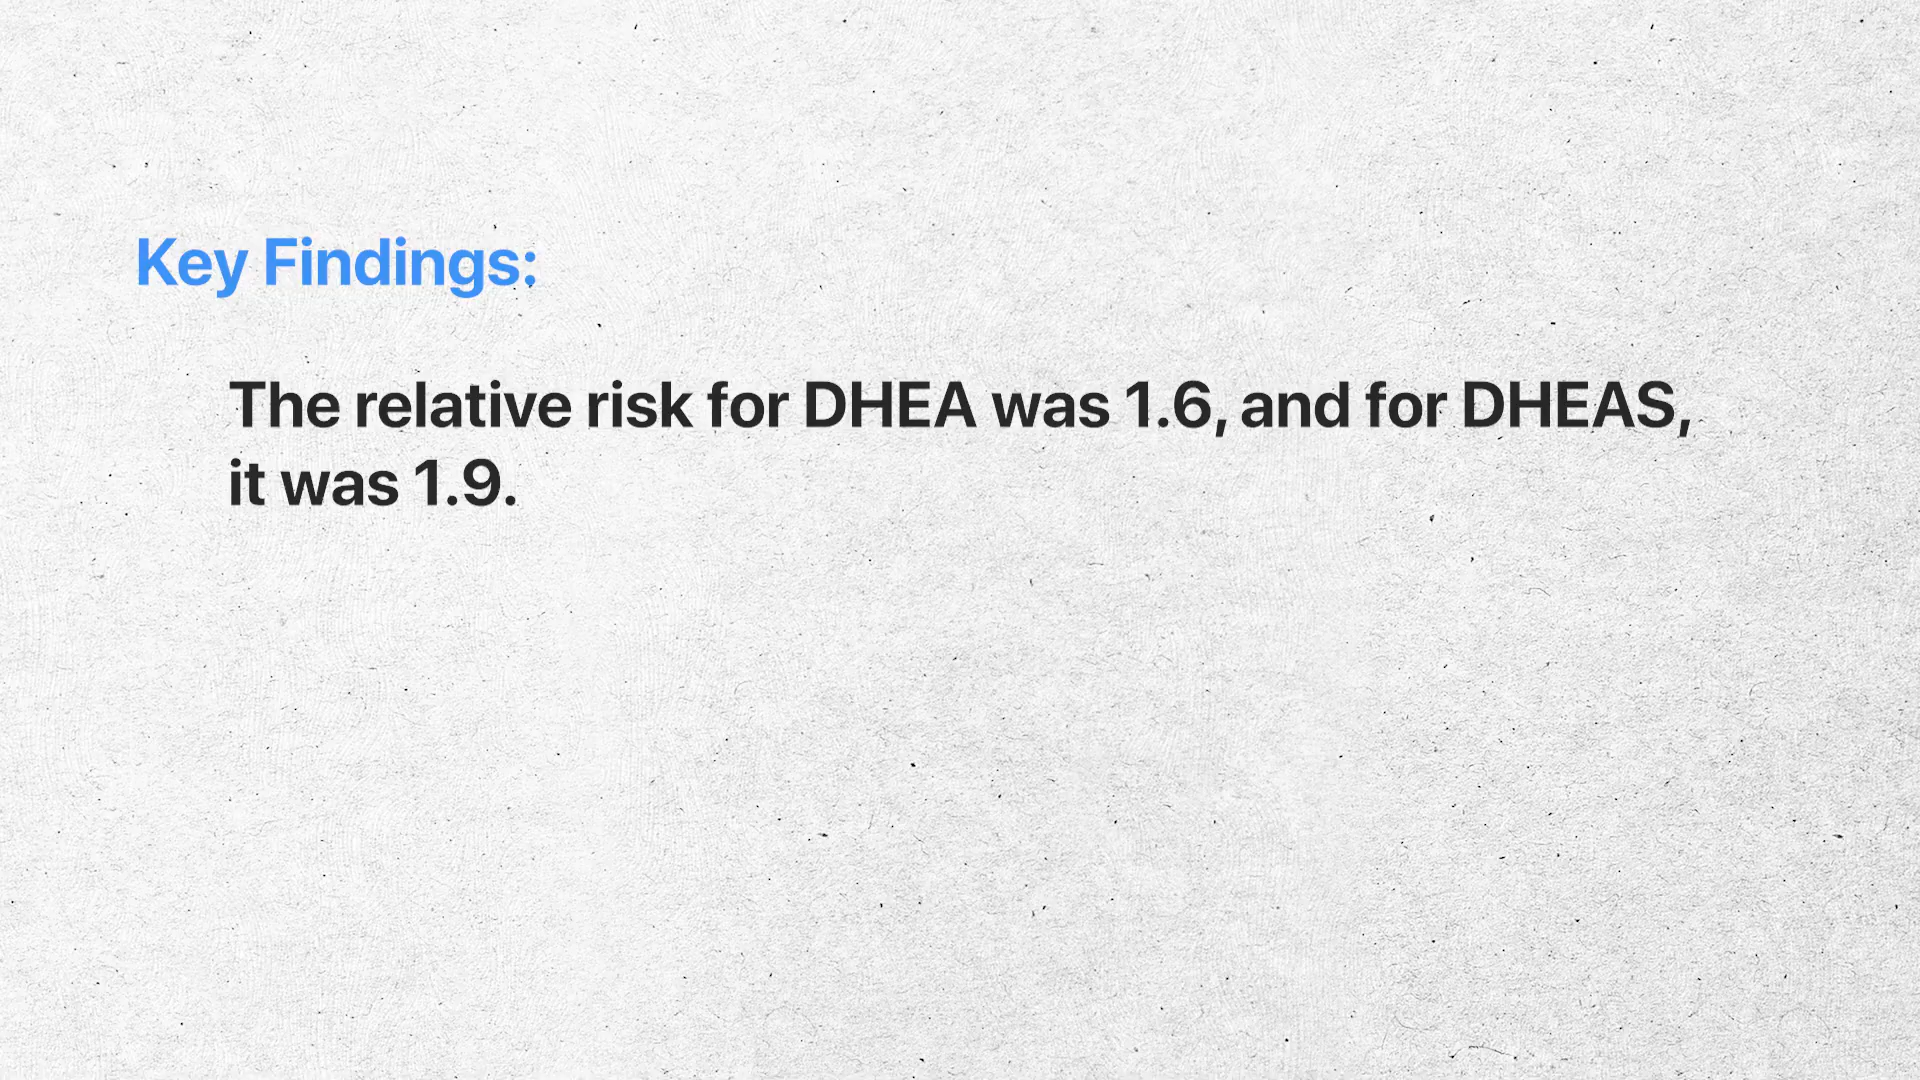 Key Findings:
The relative risk for DHEA was 1.6, and for DHEAS,
it was 1.9.